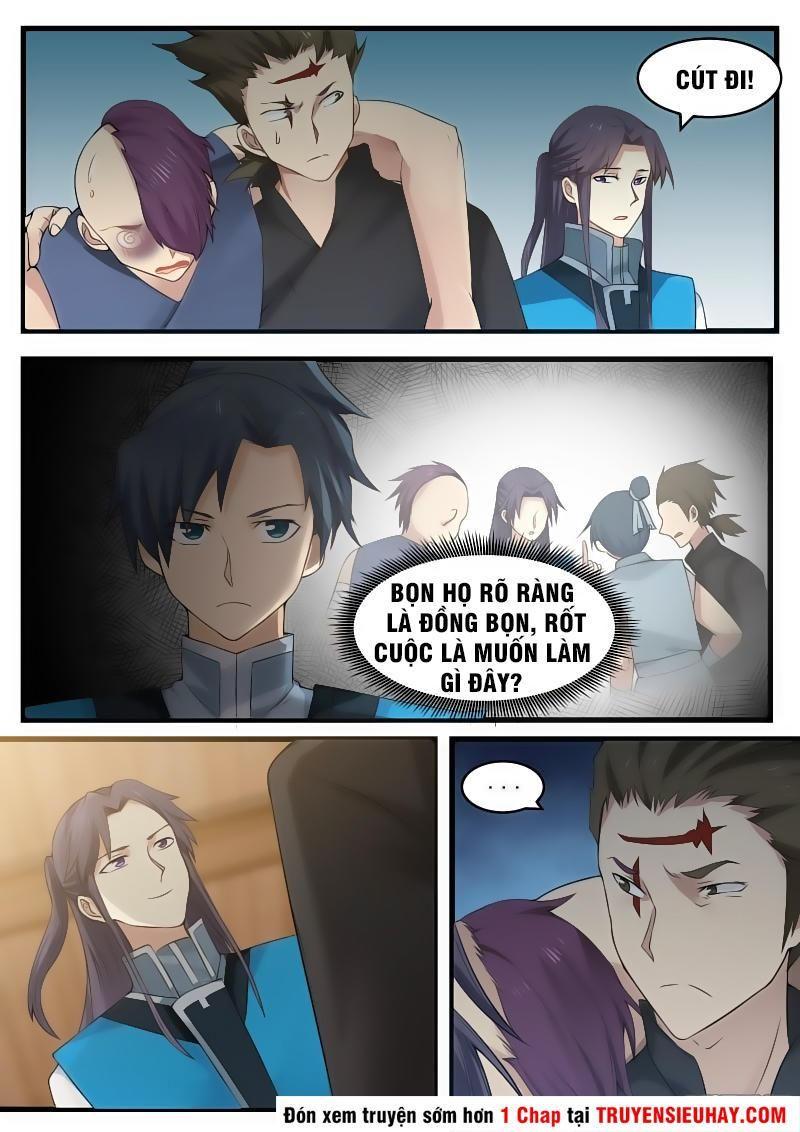 CÚT ĐI!
BỌN HỌ RÕ RÀNG
LÀ ĐỒNG BỌN, RỐT
CUỘC LÀ MUỐN LÀM
GÌ ĐÂY?
...
Đón xem truyện sớm hơn 1 Chap tại TRUYENSIEUHAY.COM